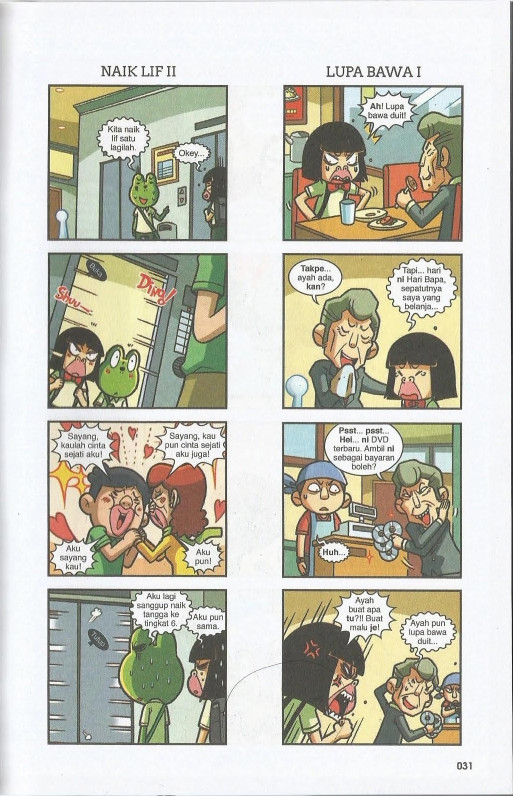 NAIK LIF II
Kita naik
lif satu
lagilah.
Okey...
Buka
Shuu~~
Ding!
Sayang,
kaulah cinta
sejati aku!
Sayang, kau
pun cinta sejati
aku juga!
Aku
sayang
kau!
Aku
pun!
Aku lagi
sanggup naik
tangga ke
tingkat 6.
Aku pun
sama.
Tutup
LUPA BAWA I
Ah! Lupa
bawa duit!
Takpe...
ayah ada,
kan?
Tapi... hari
ni Hari Bapa,
sepatutnya
saya yang
belanja...
Psst... psst...
Hei... ni DVD
terbaru. Ambil ni
sebagai bayaran
boleh?
Huh...
Ayah
buat apa
tu?!! Buat
malu je!
Ayah pun
lupa bawa
duit...
031